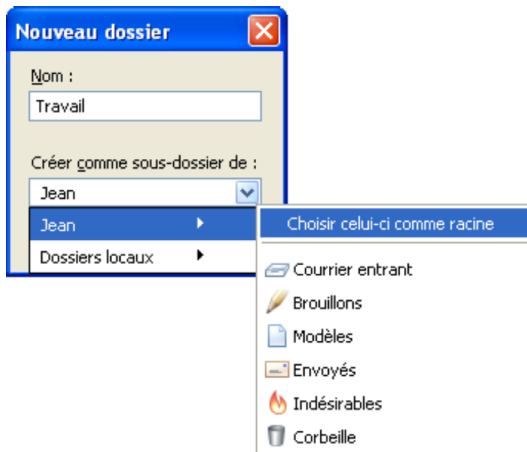 Nouveau dossier
Nom :
Travail
Créer comme sous-dossier de :
Jean
Jean
Dossiers locaux
Choisir celui-ci comme racine
Courrier entrant
Brouillons
Modèles
Envoyés
Indésirables
Corbeille